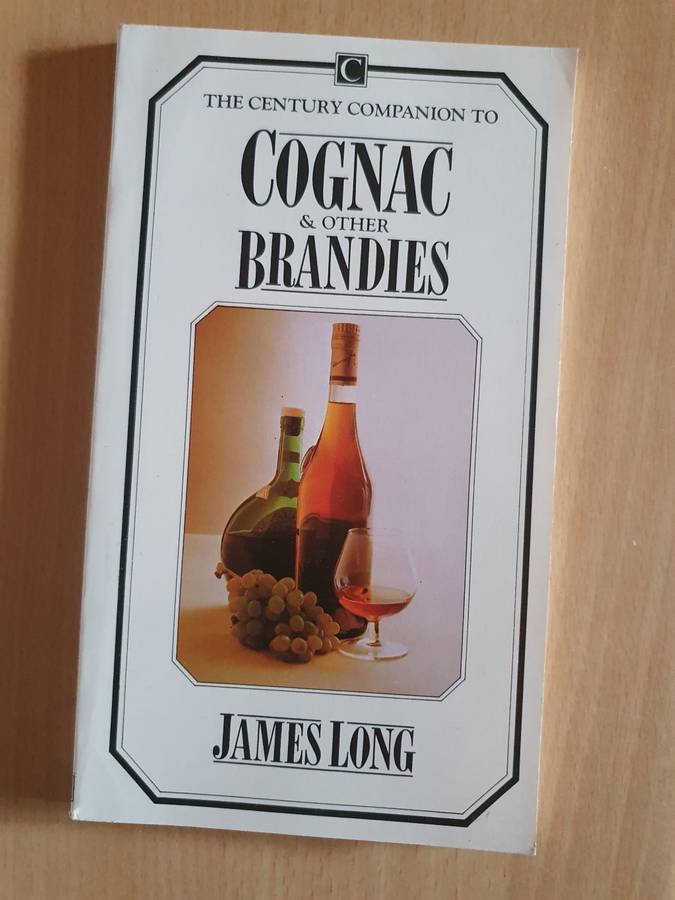 C
THE CENTURY COMPANION TO
COGNAC
& OTHER
BRANDIES
JAMES LONG